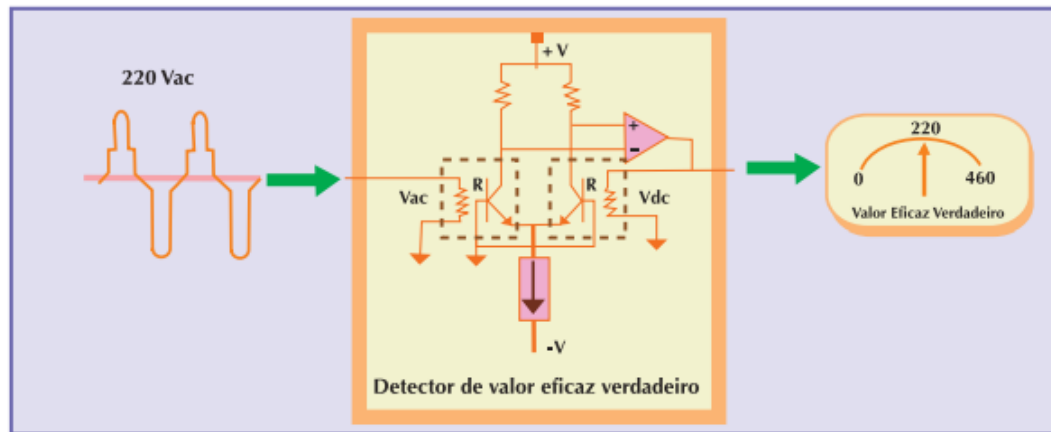 220 Vac
+ V
+
-
Vac
R
R
Vdc
-V
Detector de valor eficaz verdadeiro
220
0
460
Valor Eficaz Verdadeiro